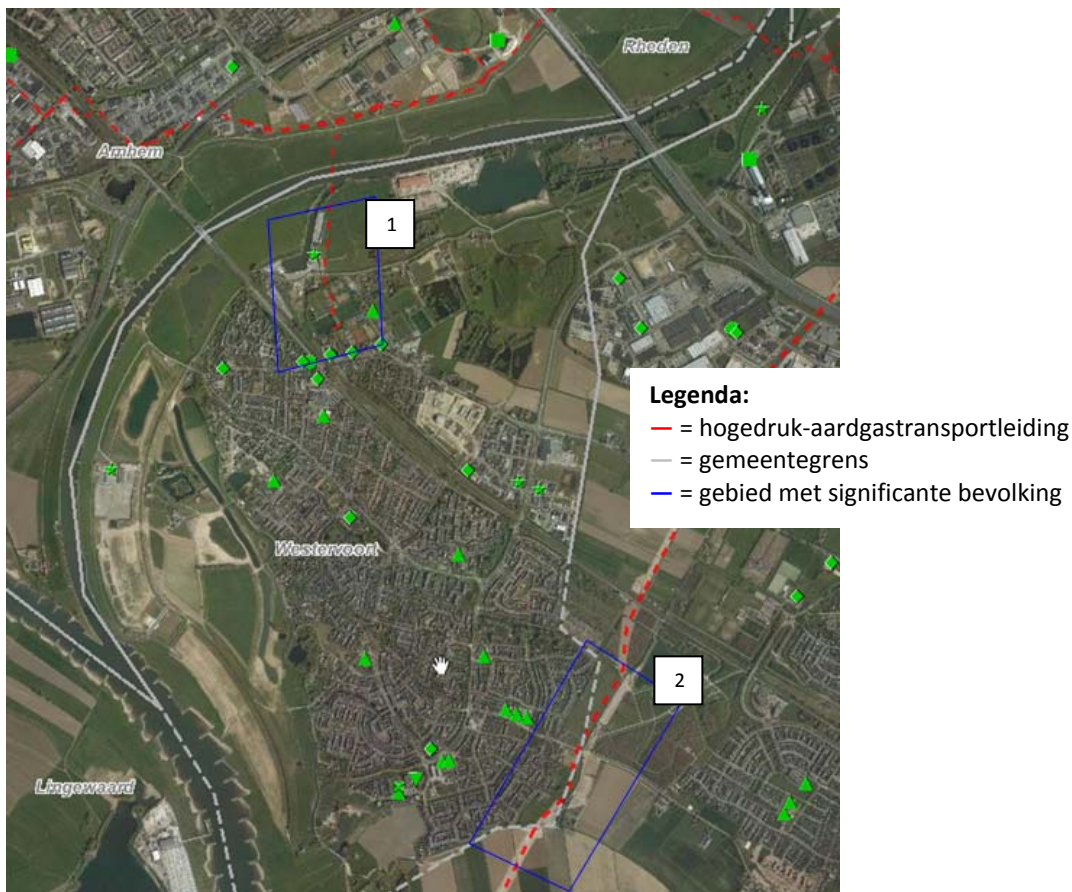 Rheden
Arnhem
1
Legenda:
= hogedruk-aardgastransportleiding
= gemeentegrens
= gebied met significante bevolking
Westervoort
2
Lingewaard